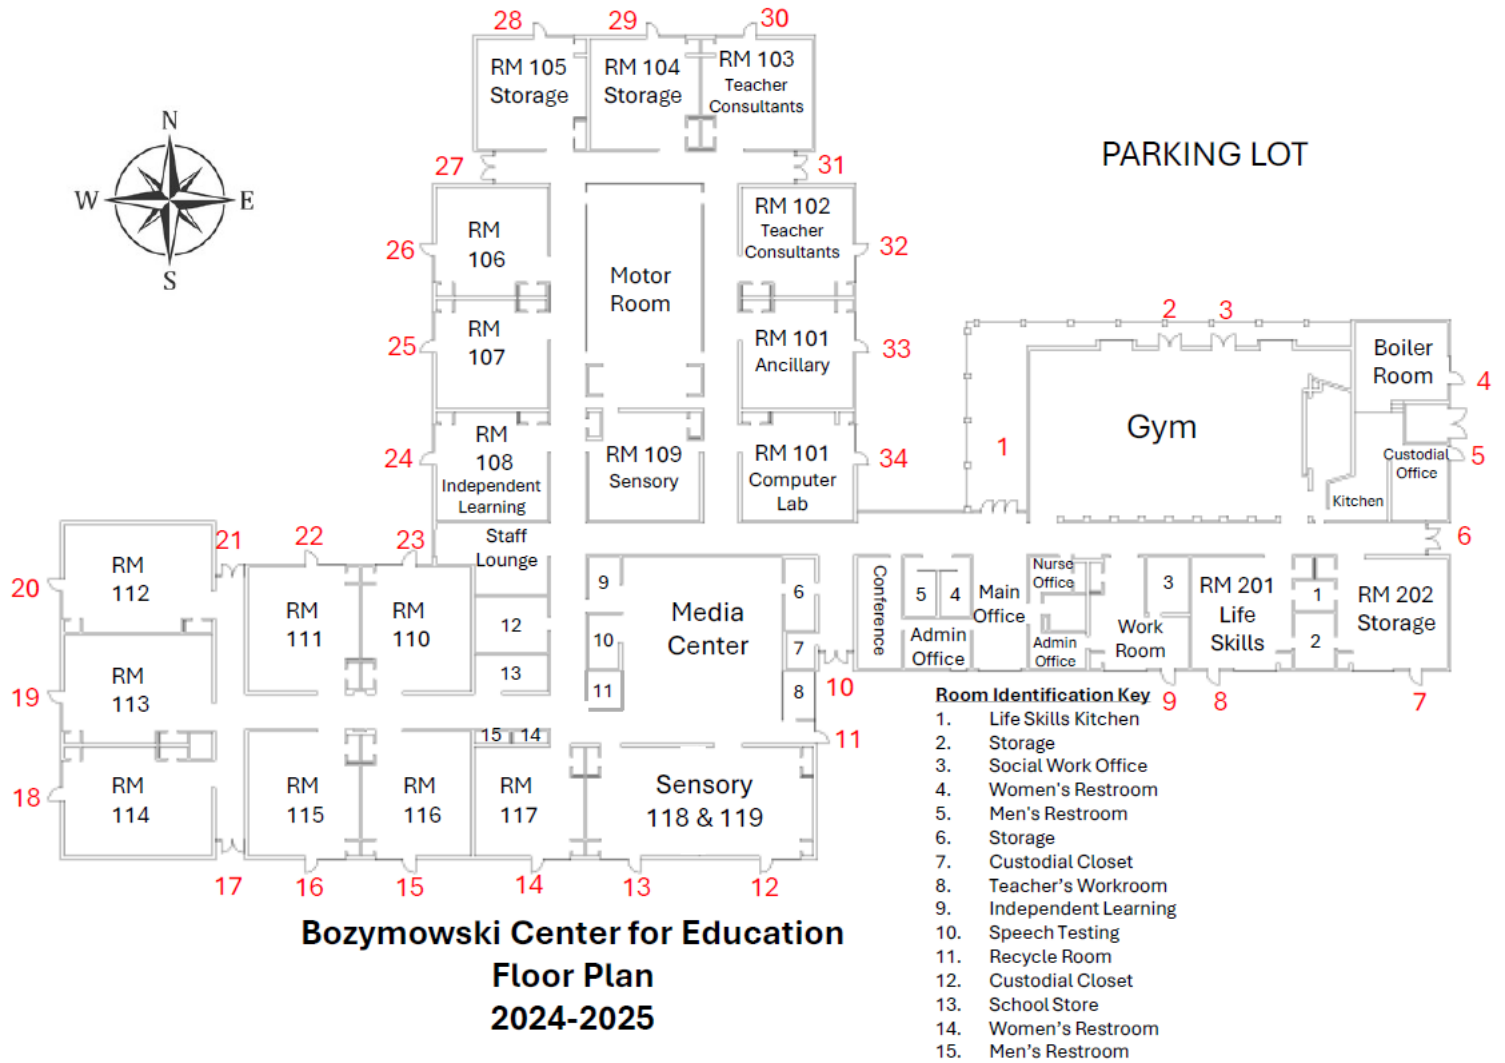 28
29
30
RM 105
Storage
RM 104
Storage
RM 103
Teacher
Consultants
N
W
E
S
PARKING LOT
27
31
RM
106
26
Motor
Room
RM 102
Teacher
Consultants
32
RM
107
25
RM 101
Ancillary
33
2
3
1
Gym
Boiler
Room
4
5
Custodial
Office
Kitchen
6
RM
108
Independent
Learning
24
RM 109
Sensory
RM 101
Computer
Lab
34
Staff
Lounge
21
22
23
20
RM
112
RM
111
RM
110
12
13
9
10
11
Media
Center
6
7
8
Conference
5
4
Admin
Office
Main
Office
Nurse
Office
Admin
Office
3
Work
Room
RM 201
Life
Skills
1
2
RM 202
Storage
19
RM
113
10
9
8
7
11
15
14
18
RM
114
RM
115
RM
116
RM
117
Sensory
118 & 119
17
16
15
14
13
12
Room Identification Key
1. Life Skills Kitchen
2. Storage
3. Social Work Office
4. Women's Restroom
5. Men's Restroom
6. Storage
7. Custodial Closet
8. Teacher's Workroom
9. Independent Learning
10. Speech Testing
11. Recycle Room
12. Custodial Closet
13. School Store
14. Women's Restroom
15. Men's Restroom
Bozymowski Center for Education
Floor Plan
2024-2025